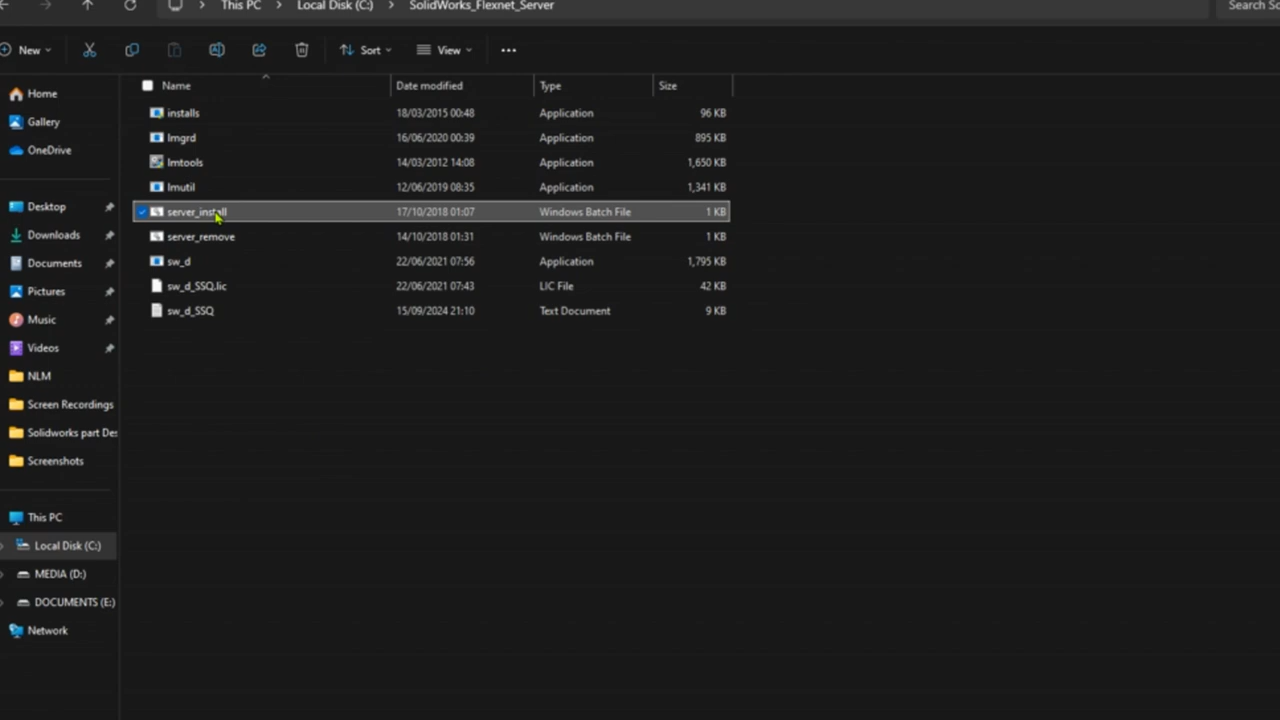 This PC > Local Disk (C:) > SolidWorks_Flexnet_Server
Search So
New
Sort
View
Name Date modified Type Size
Home
Gallery
OneDrive
Desktop
Downloads
Documents
Pictures
Music
Videos
NLM
Screen Recordings
Solidworks part Des
Screenshots
This PC
Local Disk (C:)
MEDIA (D:)
DOCUMENTS (E:)
Network
installs 18/03/2015 00:48 Application 96 KB
lmgrd 16/06/2020 00:39 Application 895 KB
lmtools 14/03/2012 14:08 Application 1,650 KB
lmutil 12/06/2019 08:35 Application 1,341 KB
server_install 17/10/2018 01:07 Windows Batch File 1 KB
server_remove 14/10/2018 01:31 Windows Batch File 1 KB
sw_d 22/06/2021 07:56 Application 1,795 KB
sw_d_SSQ.lic 22/06/2021 07:43 LIC File 42 KB
sw_d_SSQ 15/09/2024 21:10 Text Document 9 KB